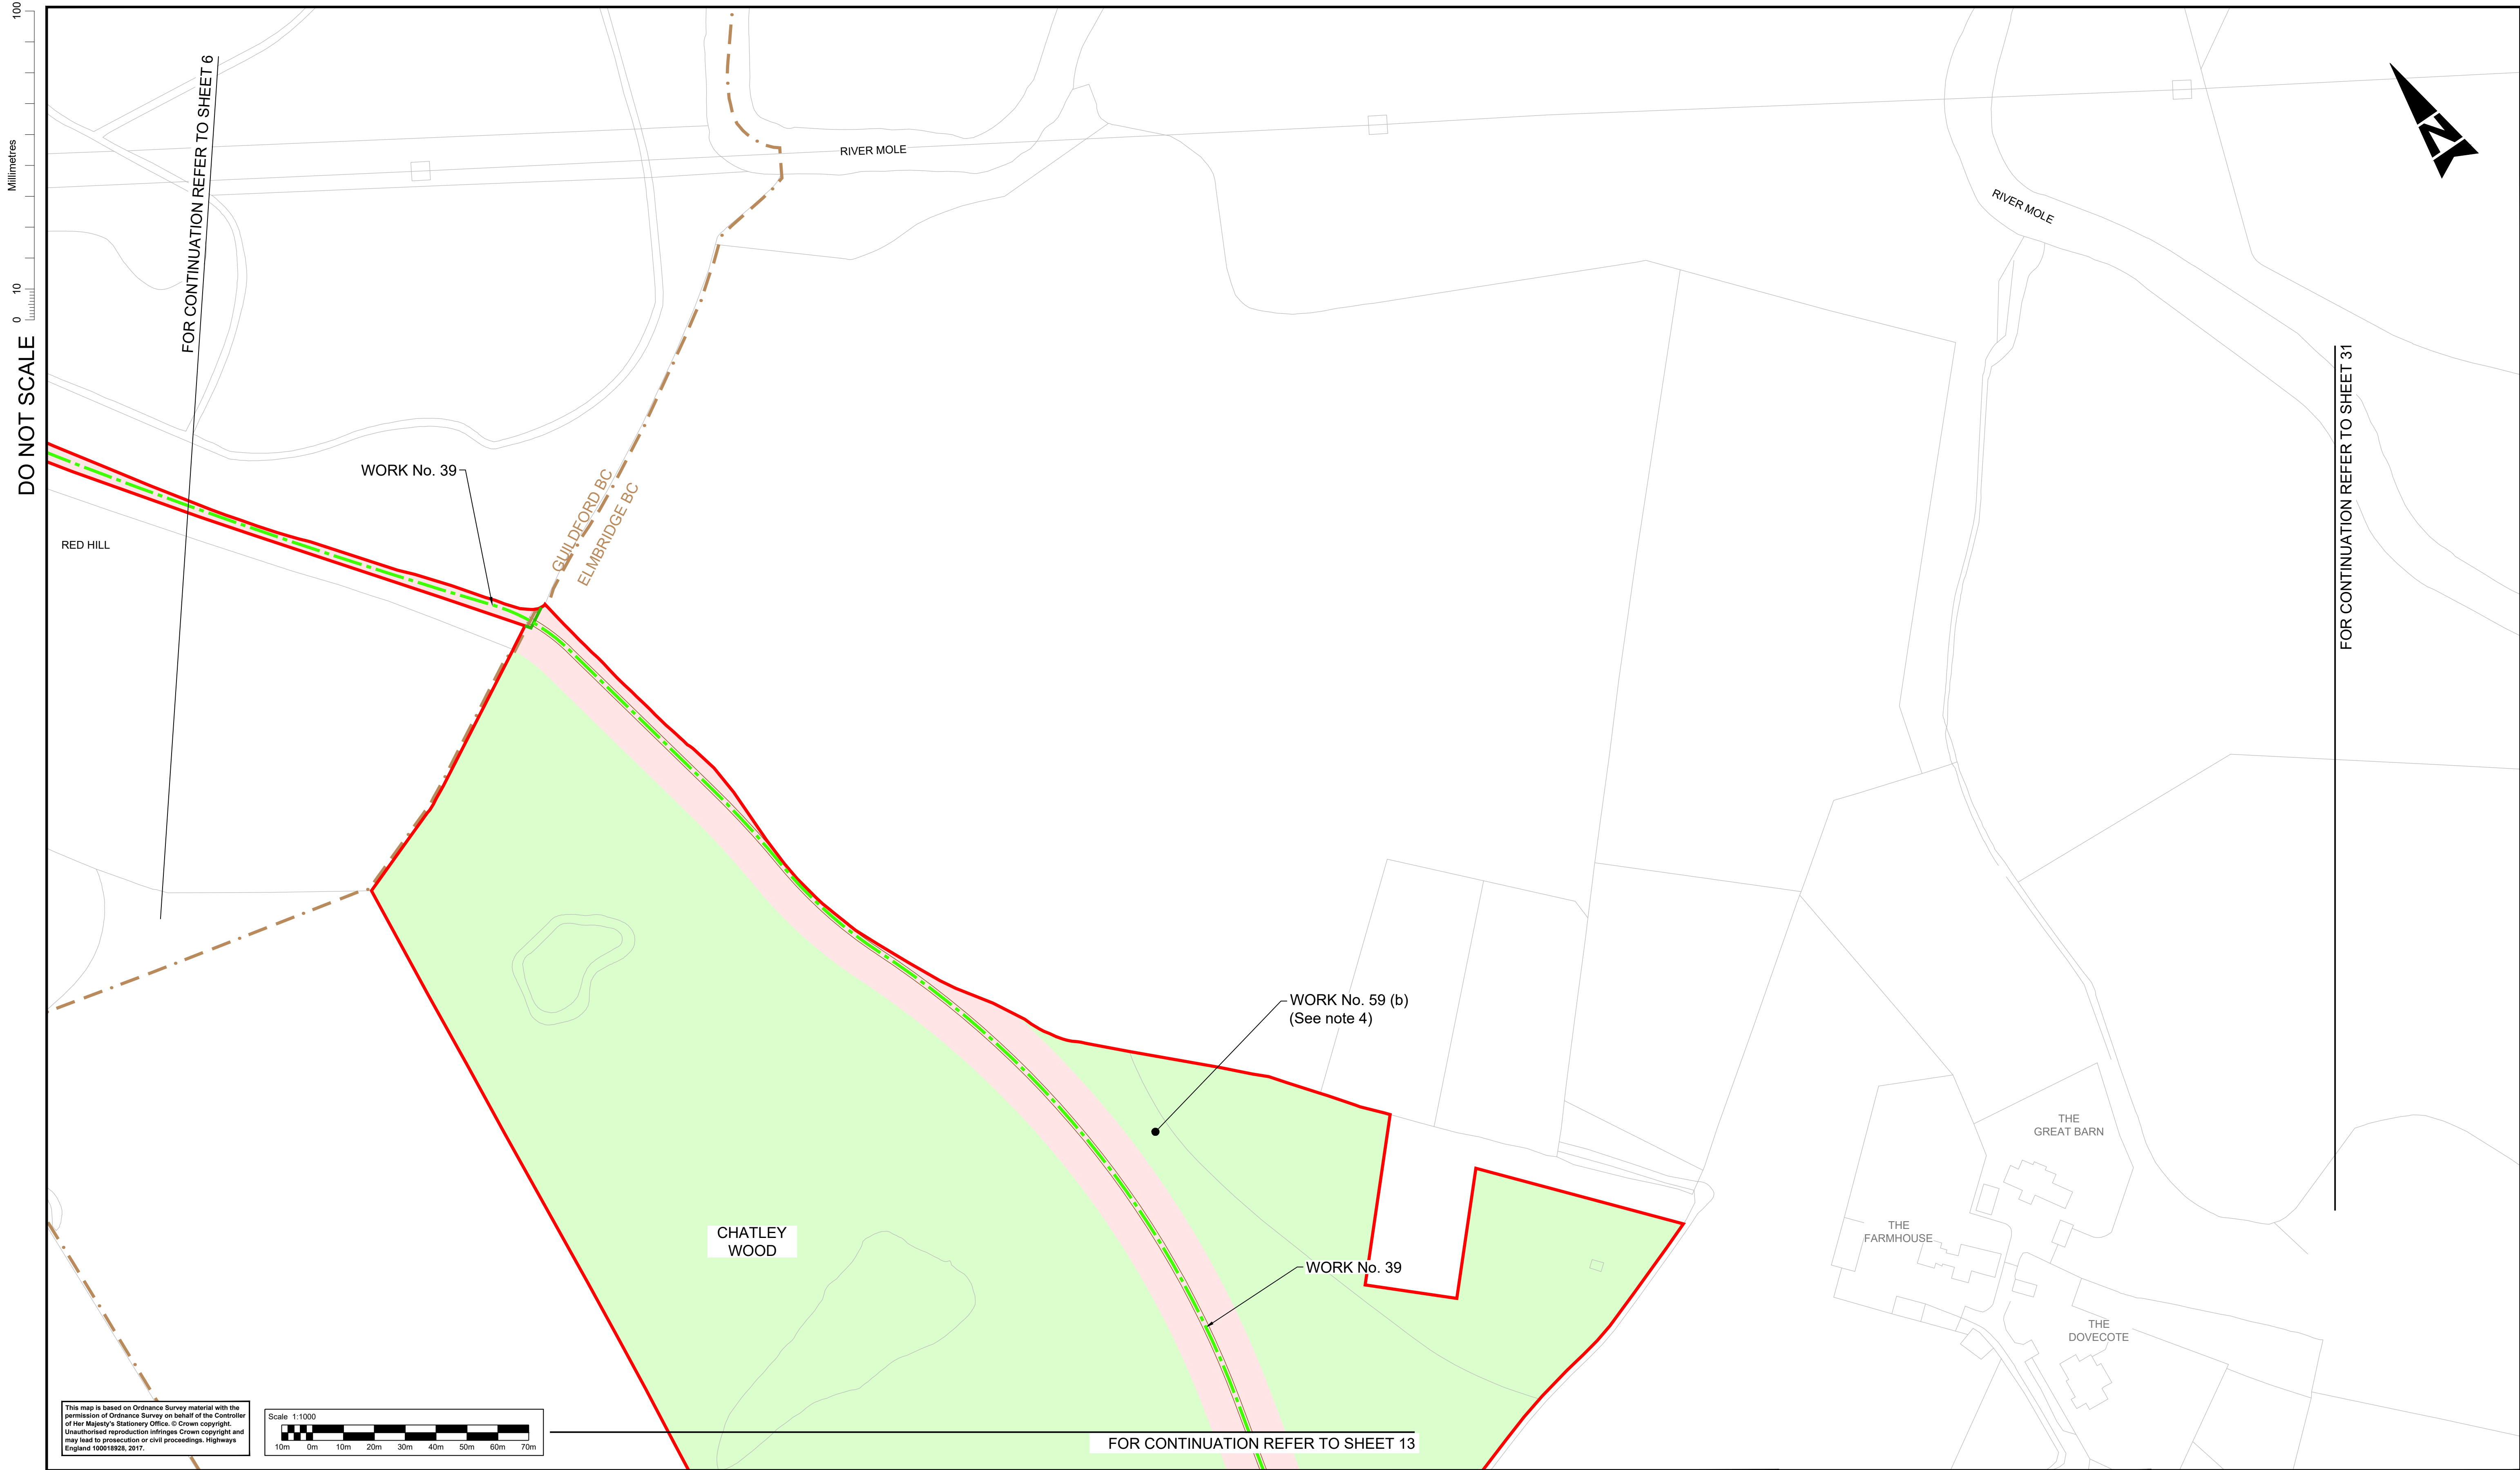 100
Millimetres
10
0
DO NOT SCALE
FOR CONTINUATION REFER TO SHEET 6
RIVER MOLE
RIVER MOLE
N
FOR CONTINUATION REFER TO SHEET 31
WORK No. 39
GUILDFORD BC
ELMBRIDGE BC
RED HILL
WORK No. 59 (b)
(See note 4)
THE
GREAT BARN
THE
FARMHOUSE
CHATLEY
WOOD
WORK No. 39
THE
DOVECOTE
This map is based on Ordnance Survey material with the
permission of Ordnance Survey on behalf of the Controller
of Her Majesty's Stationery Office. © Crown copyright.
Unauthorised reproduction infringes Crown copyright and
may lead to prosecution or civil proceedings. Highways
England 100018928, 2017.
Scale 1:1000
10m 0m 10m 20m 30m 40m 50m 60m 70m
FOR CONTINUATION REFER TO SHEET 13